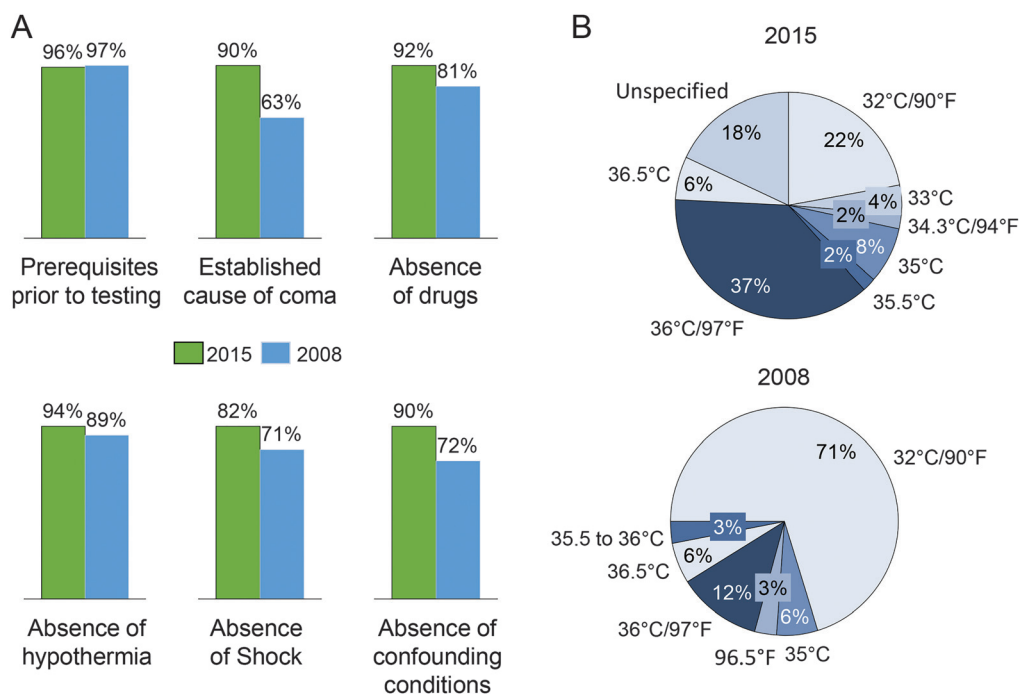 A
96% 97%
90%
63%
92%
81%
Prerequisites
prior to testing
Established
cause of coma
Absence
of drugs
2015 2008
94%
89%
82%
71%
90%
72%
Absence of
hypothermia
Absence
of Shock
Absence of
confounding
conditions
B
2015
Unspecified
32°C/90°F
18%
22%
36.5°C
6%
4%
33°C
2%
34.3°C/94°F
8%
2%
35°C
37%
35.5°C
36°C/97°F
2008
71%
32°C/90°F
35.5 to 36°C
3%
36.5°C
6%
12%
3%
6%
36°C/97°F
96.5°F
35°C